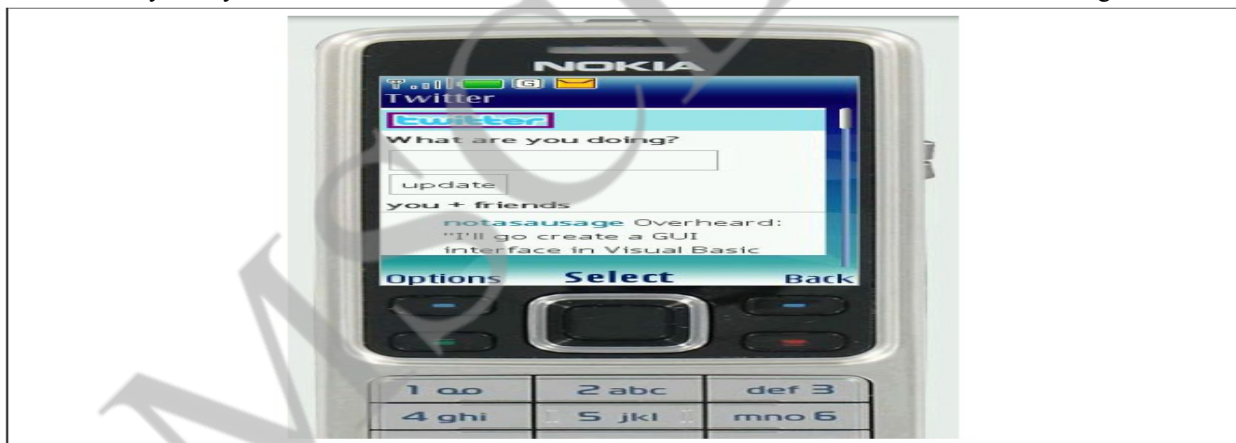 NOKIA
G
Twitter
twitter
What are you doing?
update
you + friends
notasausage Overheard:
"I'll go create a GUI
interface in Visual Basic
Options Select Back
1 2 abc def 3
4 ghi 5 jkl mno 6